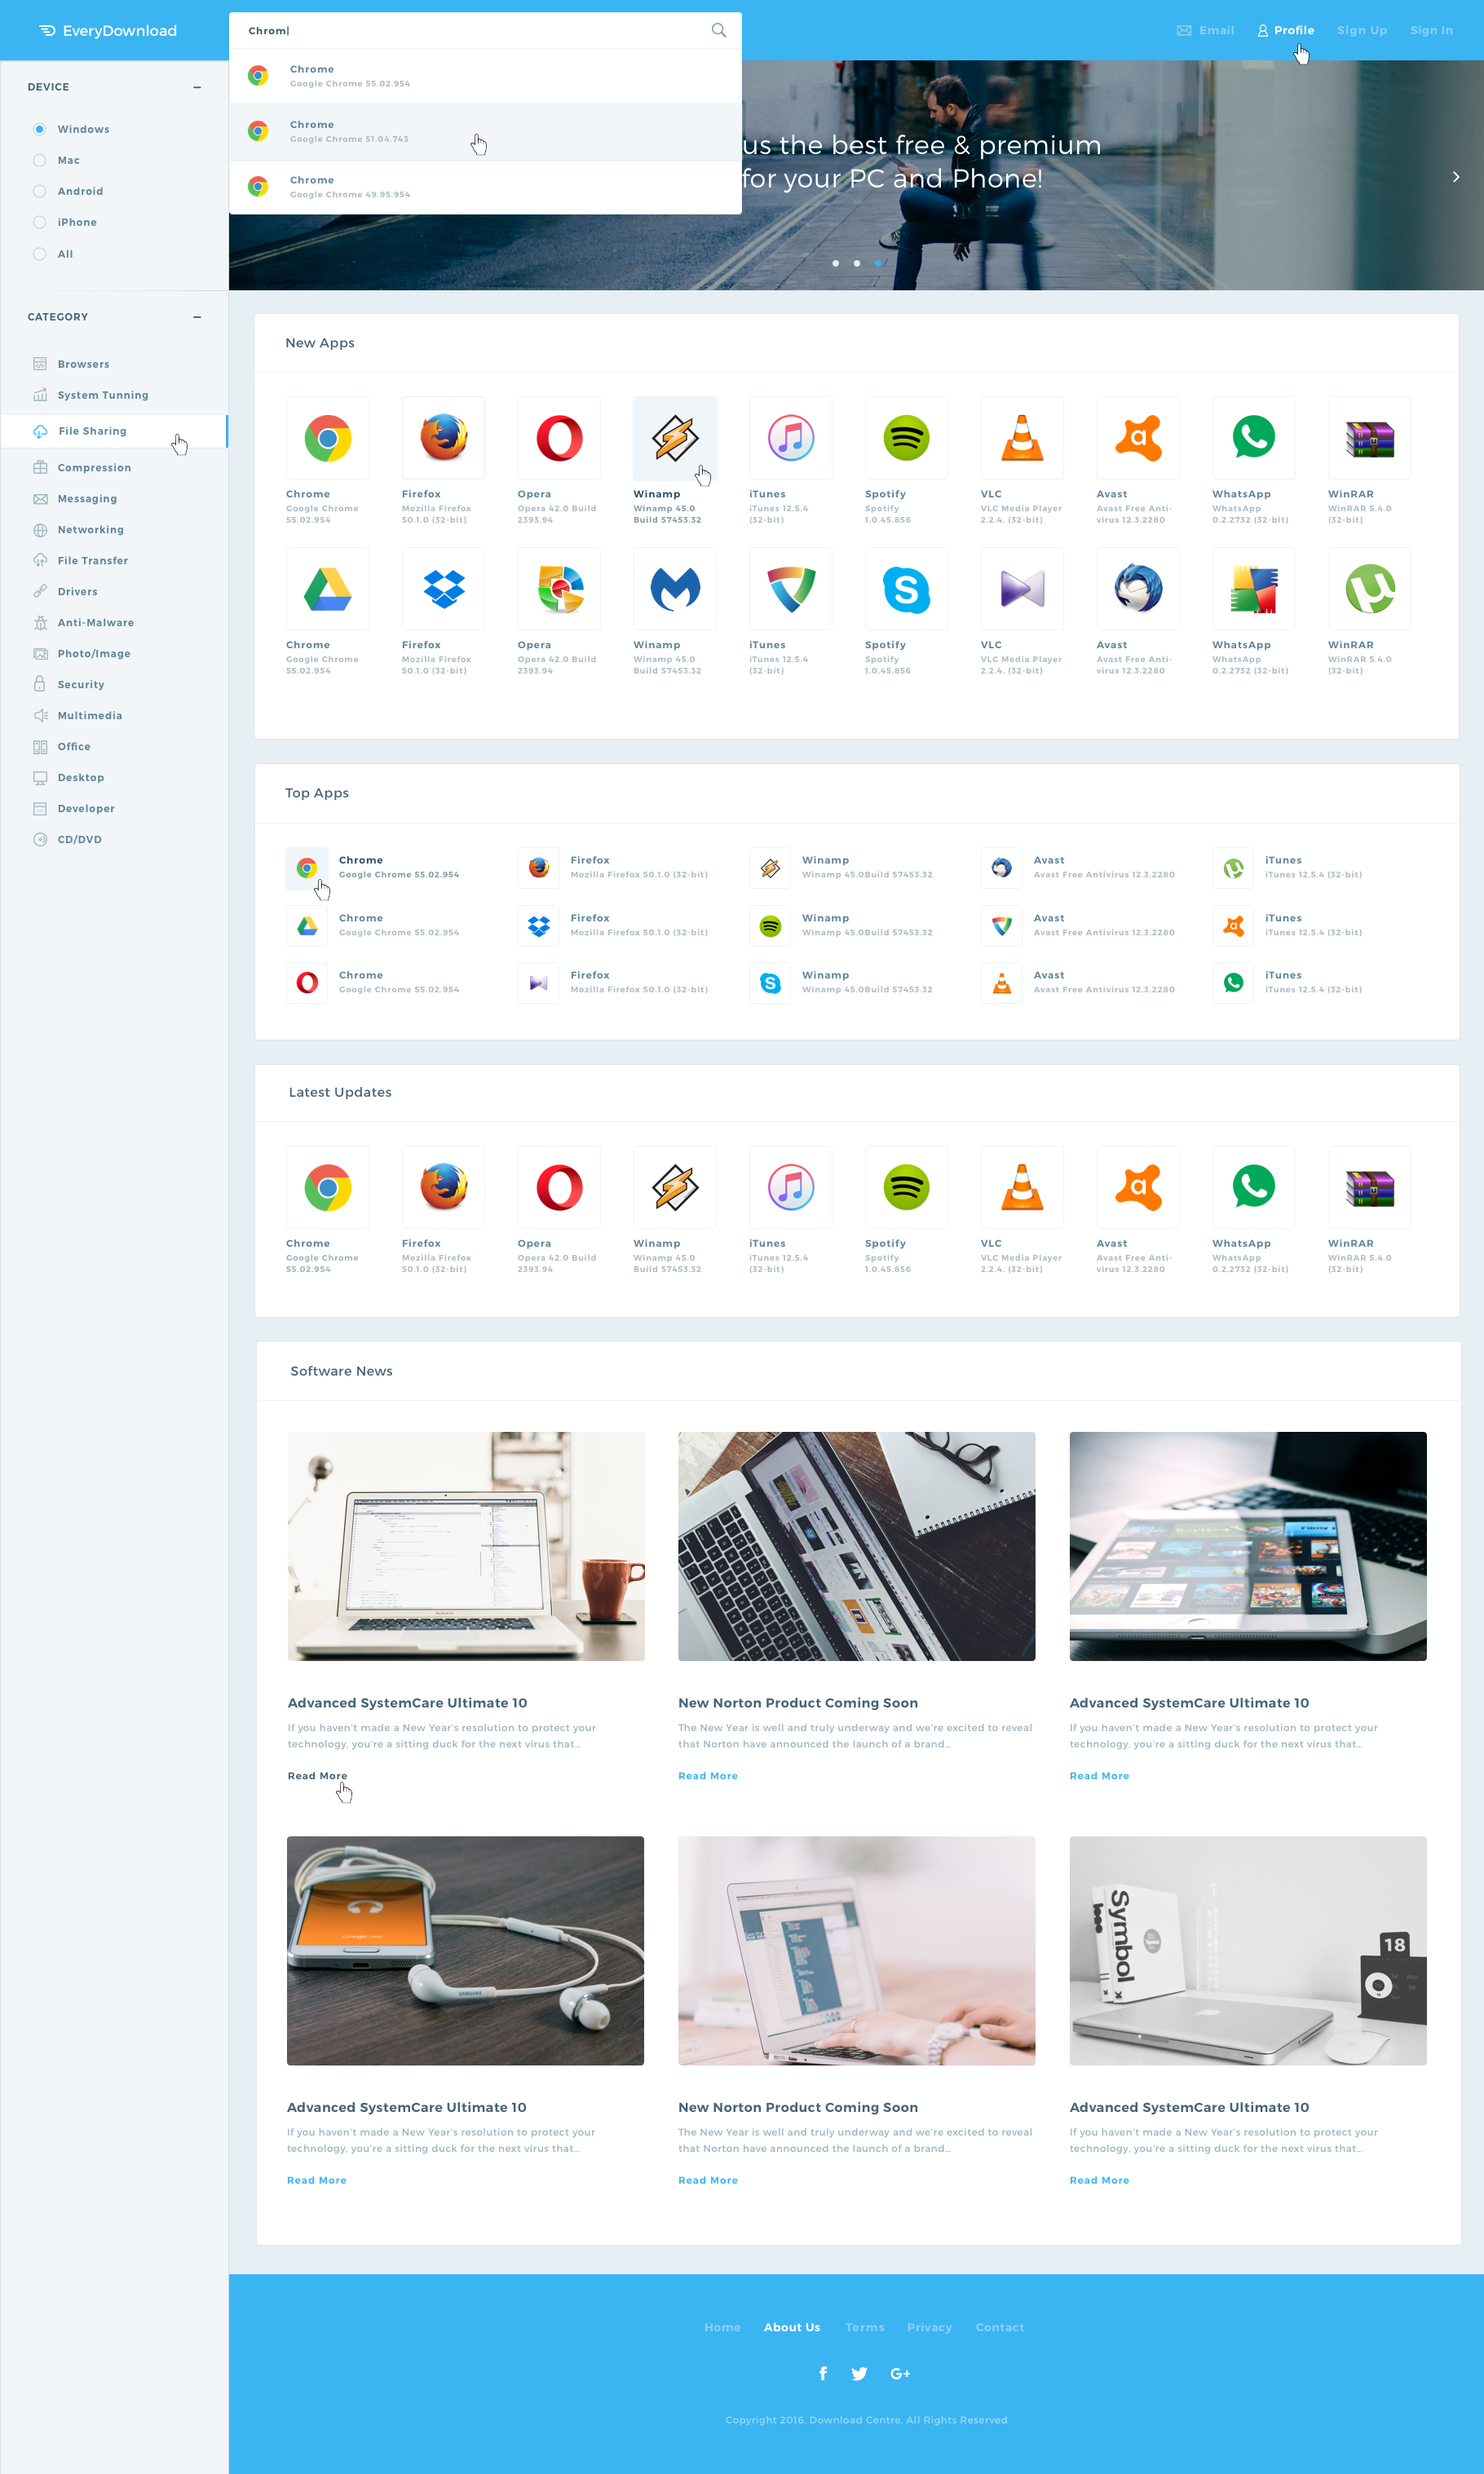 EveryDownload
Chrom
Email
Profile
Sign Up
Sign In
Chrome
Google Chrome 55.02.954
Chrome
Google Chrome 51.04.743
Chrome
Google Chrome 49.95.954
us the best free & premium
for your PC and Phone!
DEVICE
Windows
Mac
Android
iPhone
All
CATEGORY
Browsers
System Tunning
File Sharing
Compression
Messaging
Networking
File Transfer
Drivers
Anti-Malware
Photo/Image
Security
Multimedia
Office
Desktop
Developer
CD/DVD
New Apps
Chrome
Google Chrome
55.02.954
Firefox
Mozilla Firefox
50.1.0 (32-bit)
Opera
Opera 42.0 Build
2393.94
Winamp
Winamp 45.0
Build 57453.32
iTunes
iTunes 12.5.4
(32-bit)
Spotify
Spotify
1.0.45.856
VLC
VLC Media Player
2.2.4. (32-bit)
Avast
Avast Free Anti-
virus 12.3.2280
WhatsApp
WhatsApp
0.2.2732 (32-bit)
WinRAR
WinRAR 5.4.0
(32-bit)
Chrome
Google Chrome
55.02.954
Firefox
Mozilla Firefox
50.1.0 (32-bit)
Opera
Opera 42.0 Build
2393.94
Winamp
Winamp 45.0
Build 57453.32
iTunes
iTunes 12.5.4
(32-bit)
Spotify
Spotify
1.0.45.856
VLC
VLC Media Player
2.2.4. (32-bit)
Avast
Avast Free Anti-
virus 12.3.2280
WhatsApp
WhatsApp
0.2.2732 (32-bit)
WinRAR
WinRAR 5.4.0
(32-bit)
Top Apps
Chrome
Google Chrome 55.02.954
Firefox
Mozilla Firefox 50.1.0 (32-bit)
Winamp
Winamp 45.0Build 57453.32
Avast
Avast Free Antivirus 12.3.2280
iTunes
iTunes 12.5.4 (32-bit)
Chrome
Google Chrome 55.02.954
Firefox
Mozilla Firefox 50.1.0 (32-bit)
Winamp
Winamp 45.0Build 57453.32
Avast
Avast Free Antivirus 12.3.2280
iTunes
iTunes 12.5.4 (32-bit)
Chrome
Google Chrome 55.02.954
Firefox
Mozilla Firefox 50.1.0 (32-bit)
Winamp
Winamp 45.0Build 57453.32
Avast
Avast Free Antivirus 12.3.2280
iTunes
iTunes 12.5.4 (32-bit)
Latest Updates
Chrome
Google Chrome
55.02.954
Firefox
Mozilla Firefox
50.1.0 (32-bit)
Opera
Opera 42.0 Build
2393.94
Winamp
Winamp 45.0
Build 57453.32
iTunes
iTunes 12.5.4
(32-bit)
Spotify
Spotify
1.0.45.856
VLC
VLC Media Player
2.2.4. (32-bit)
Avast
Avast Free Anti-
virus 12.3.2280
WhatsApp
WhatsApp
0.2.2732 (32-bit)
WinRAR
WinRAR 5.4.0
(32-bit)
Software News
Advanced SystemCare Ultimate 10
If you haven't made a New Year's resolution to protect your
technology, you're a sitting duck for the next virus that...
Read More
New Norton Product Coming Soon
The New Year is well and truly underway and we're excited to reveal
that Norton have announced the launch of a brand...
Read More
Advanced SystemCare Ultimate 10
If you haven't made a New Year's resolution to protect your
technology, you're a sitting duck for the next virus that...
Read More
SAMSUNG
Symbol
18
Advanced SystemCare Ultimate 10
If you haven't made a New Year's resolution to protect your
technology, you're a sitting duck for the next virus that...
Read More
New Norton Product Coming Soon
The New Year is well and truly underway and we're excited to reveal
that Norton have announced the launch of a brand...
Read More
Advanced SystemCare Ultimate 10
If you haven't made a New Year's resolution to protect your
technology, you're a sitting duck for the next virus that...
Read More
Home
About Us
Terms
Privacy
Contact
f
G+
Copyright 2016. Download Centre. All Rights Reserved